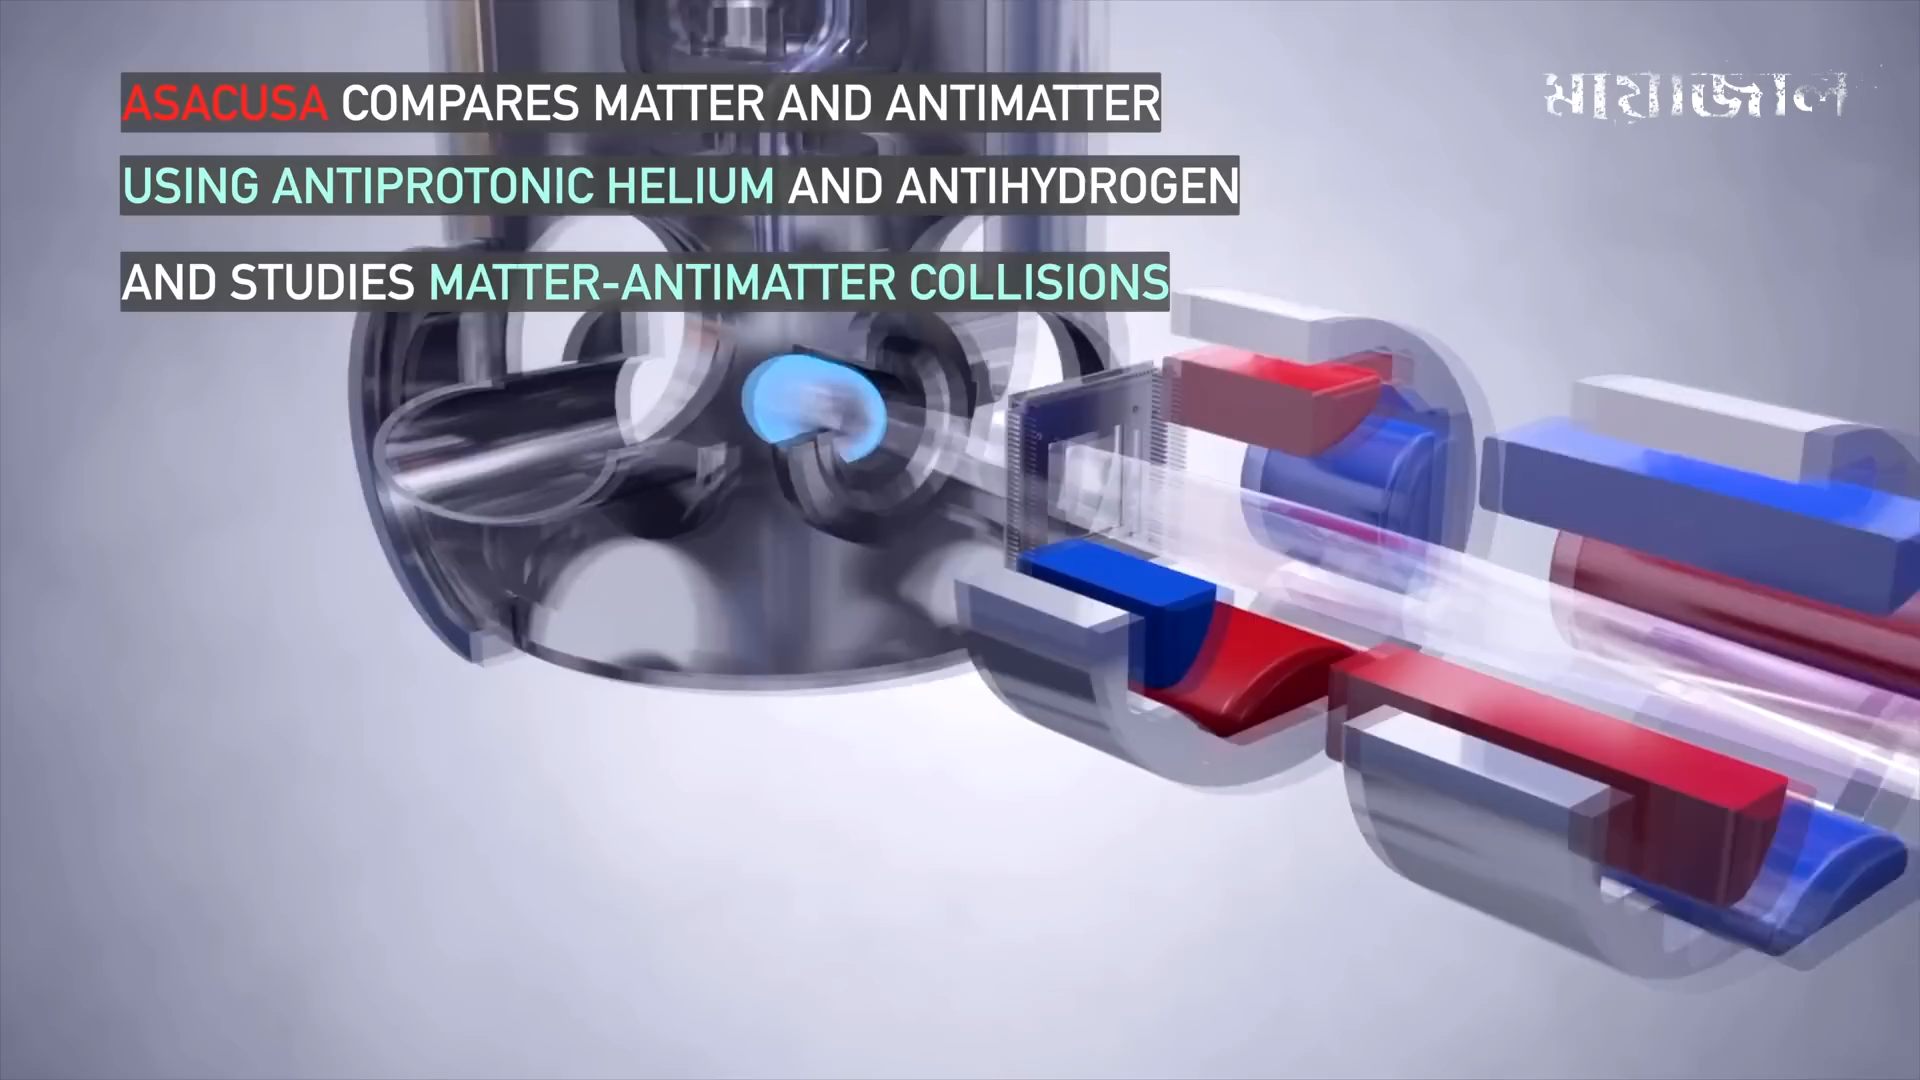 ASACUSA COMPARES MATTER AND ANTIMATTER
USING ANTIPROTONIC HELIUM AND ANTIHYDROGEN
AND STUDIES MATTER-ANTIMATTER COLLISIONS
মায়াজাল